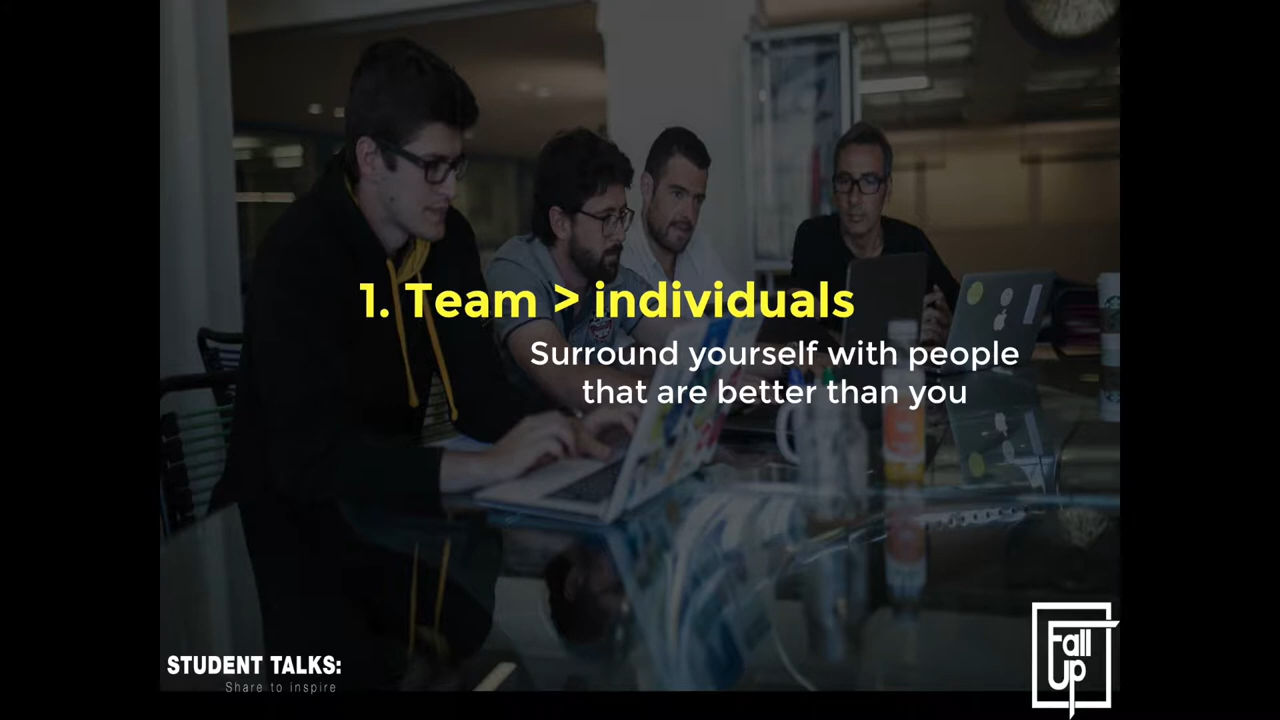 1. Team > individuals
Surround yourself with people
that are better than you
STUDENT TALKS:
Share to inspire
Fall
Up